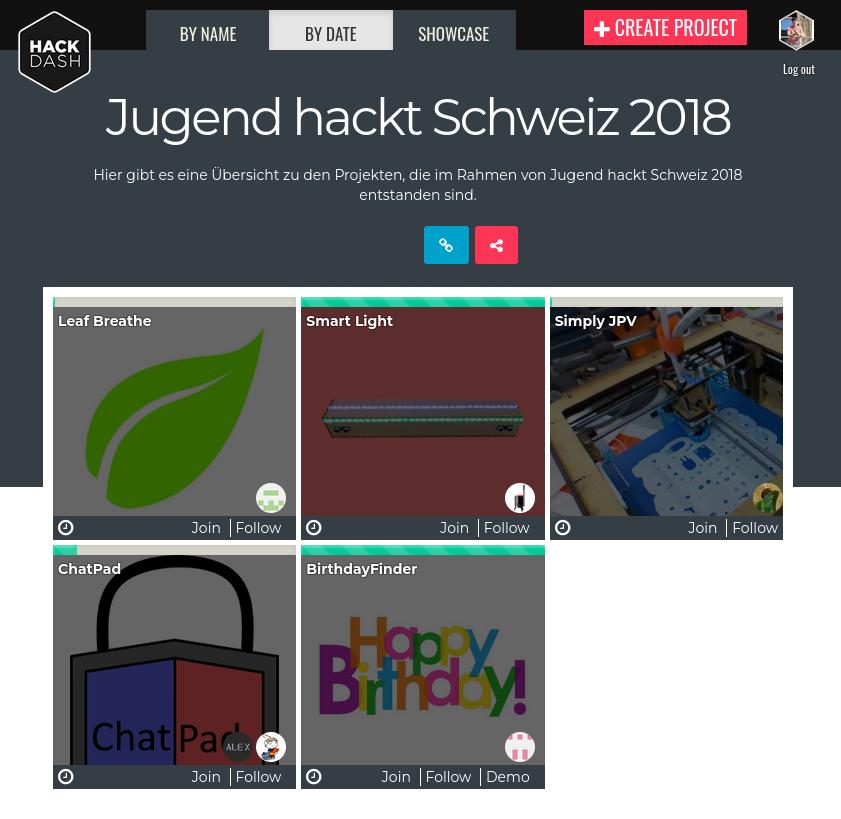 HACK
DASH
BY NAME
BY DATE
SHOWCASE
CREATE PROJECT
Log out
Jugend hackt Schweiz 2018
Hier gibt es eine Übersicht zu den Projekten, die im Rahmen von Jugend hackt Schweiz 2018
entstanden sind.
Leaf Breathe
Smart Light
Simply JPV
Join Follow
Join Follow
Join Follow
ChatPad
BirthdayFinder
Chat Pad
ALEX
Happy
Birthday!
Join Follow
Join Follow Demo